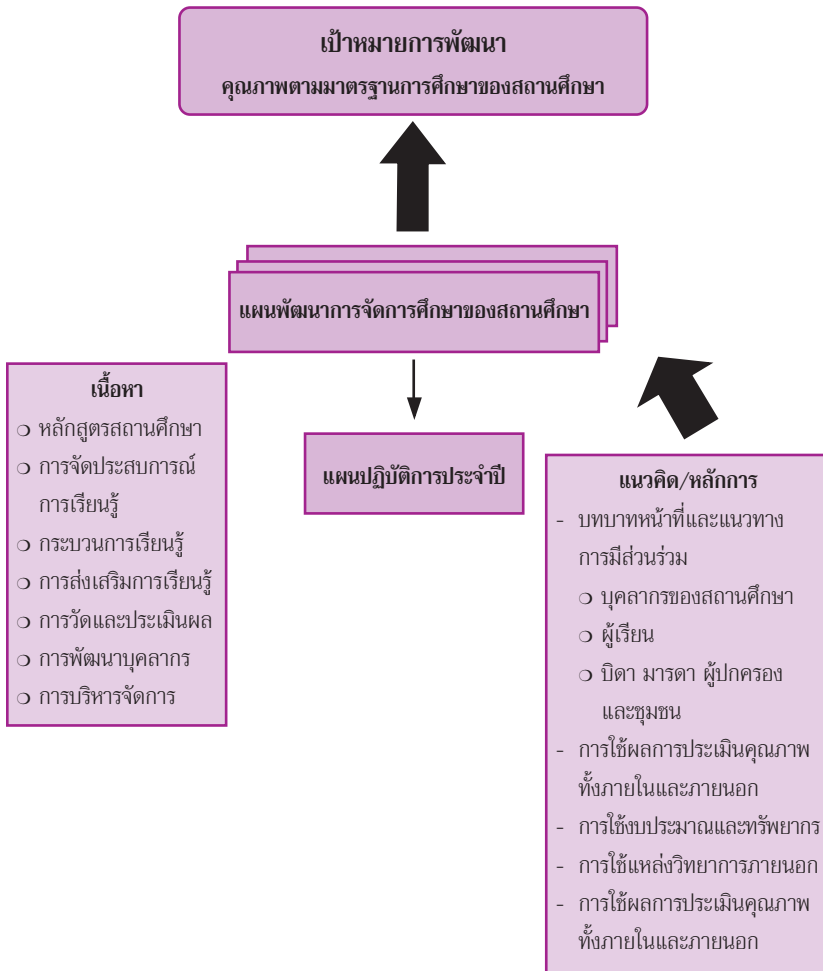 เป้าหมายการพัฒนา
คุณภาพตามมาตรฐานการศึกษาของสถานศึกษา
แผนพัฒนาการจัดการศึกษาของสถานศึกษา
เนื้อหา
❍ หลักสูตรสถานศึกษา
❍ การจัดประสบการณ์
การเรียนรู้
❍ กระบวนการเรียนรู้
❍ การส่งเสริมการเรียนรู้
❍ การวัดและประเมินผล
❍ การพัฒนาบุคลากร
❍ การบริหารจัดการ
แผนปฏิบัติการประจำปี
แนวคิด/หลักการ
- บทบาทหน้าที่และแนวทาง
การมีส่วนร่วม
❍ บุคลากรของสถานศึกษา
❍ ผู้เรียน
❍ บิดา มารดา ผู้ปกครอง
และชุมชน
- การใช้ผลการประเมินคุณภาพ
ทั้งภายในและภายนอก
- การใช้งบประมาณและทรัพยากร
- การใช้แหล่งวิทยาการภายนอก
- การใช้ผลการประเมินคุณภาพ
ทั้งภายในและภายนอก